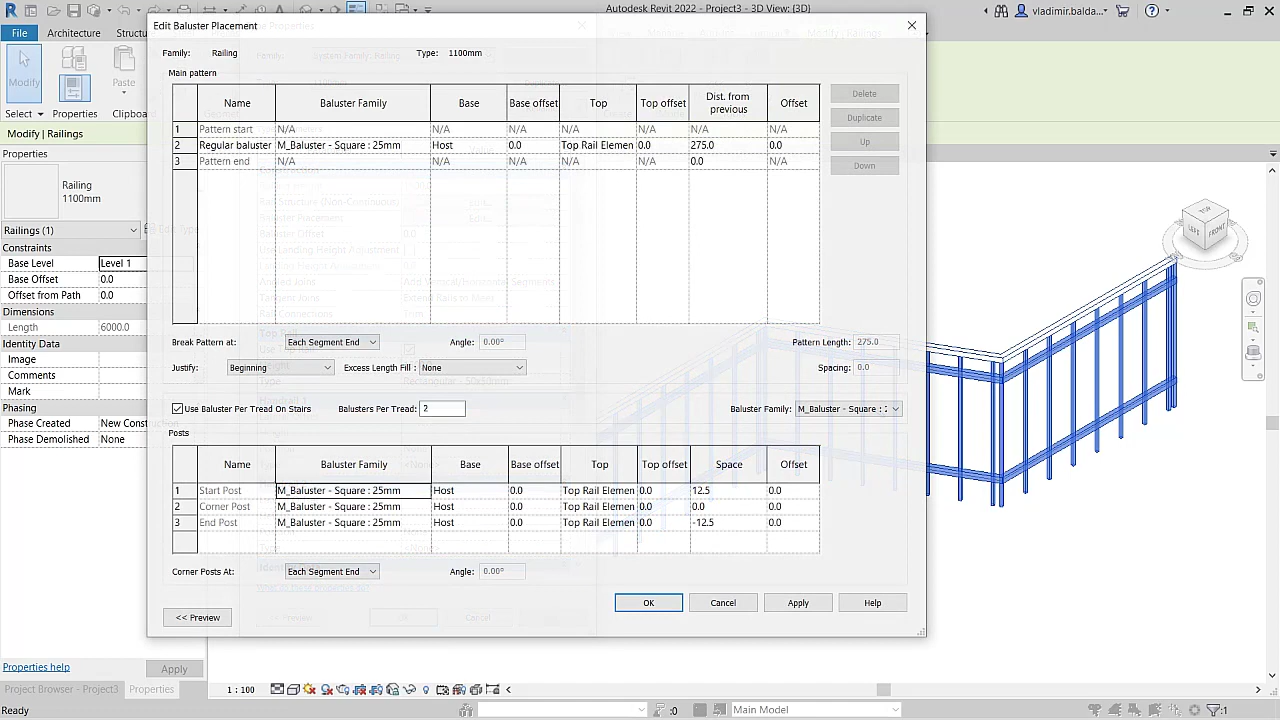 Autodesk Revit 2022 - Project3 - 3D View: {3D}
vladimir.balda...
File Architecture
Modify
Paste
Select Properties
Modify | Railings
Properties
Railing
1100mm
Railings (1)
Edit Type
Constraints
Base Level Level 1
Base Offset 0.0
Offset from Path 0.0
Dimensions
Length 6000.0
Identity Data
Image
Comments
Mark
Phasing
Phase Created
Phase Demolished None
Properties help
Apply
Project Browser - Project3 Properties
Ready
Edit Baluster Placement
Family: Railing Type: 1100mm
Main pattern
Name Baluster Family Base Base offset Top Top offset Dist. from previous Offset
1 Pattern start N/A N/A N/A N/A N/A N/A N/A
2 Regular baluster M_Baluster - Square : 25mm Host 0.0 Top Rail Elemen 0.0 275.0 0.0
3 Pattern end N/A N/A N/A N/A N/A 0.0 N/A
Delete
Duplicate
Up
Down
Break Pattern at: Each Segment End Angle: 0.00° Pattern Length: 275.0
Justify: Beginning Excess Length Fill : None Spacing: 0.0
Use Baluster Per Tread On Stairs Balusters Per Tread: 2 Baluster Family: M_Baluster - Square : 2
Posts
Name Baluster Family Base Base offset Top Top offset Space Offset
1 Start Post M_Baluster - Square : 25mm Host 0.0 Top Rail Elemen 0.0 12.5 0.0
2 Corner Post M_Baluster - Square : 25mm Host 0.0 Top Rail Elemen 0.0 0.0 0.0
3 End Post M_Baluster - Square : 25mm Host 0.0 Top Rail Elemen 0.0 -12.5 0.0
Corner Posts At: Each Segment End Angle: 0.00°
OK Cancel Apply Help
<< Preview
TOP
LEFT FRONT
1 : 100
:0 Main Model :1